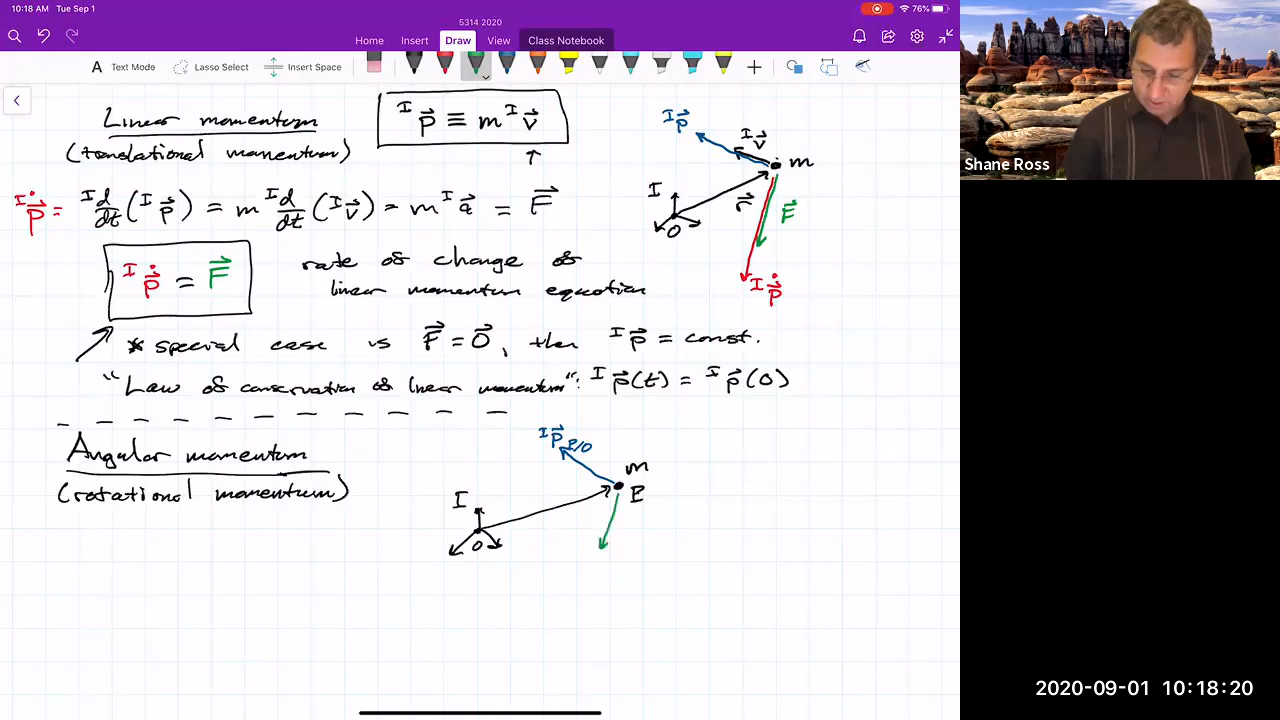 10:18 AM Tue Sep 1
76%
5314 2020
Home Insert Draw View Class Notebook
Text Mode Lasso Select Insert Space
Linear momentum
(translational momentum)
ᴵp⃗ ≡ m ᴵv⃗
ᴵp⃗
ᴵv⃗
m
I
O
r⃗
F⃗
ᴵp⃗̇
ᴵp⃗̇ = ᴵd/dt (ᴵp⃗) = m ᴵd/dt (ᴵv⃗) = m ᴵa⃗ = F⃗
ᴵp⃗̇ = F⃗
rate of change of
linear momentum equation
* special case is F⃗ = 0⃗, then ᴵp⃗ = const.
"Law of conservation of linear momentum": ᴵp⃗(t) = ᴵp⃗(0)
Angular momentum
(rotational momentum)
ᴵp⃗ P/O
m
P
I
O
Shane Ross
2020-09-01 10:18:20